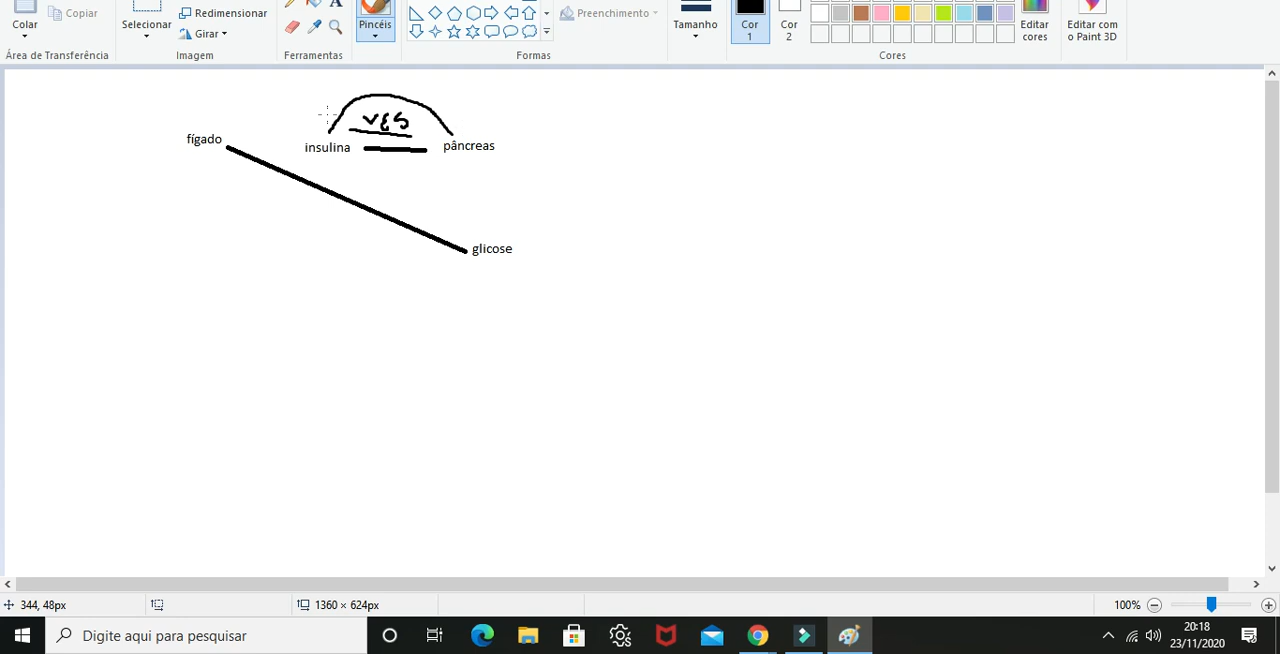 Colar
Copiar
Área de Transferência
Selecionar
Redimensionar
Girar
Imagem
A
Ferramentas
Pincéis
Formas
Preenchimento
Tamanho
Cor 1
Cor 2
Cores
Editar cores
Editar com o Paint 3D
VES
fígado
insulina
pâncreas
glicose
344, 48px
1360 × 624px
100%
Digite aqui para pesquisar
20:18
23/11/2020